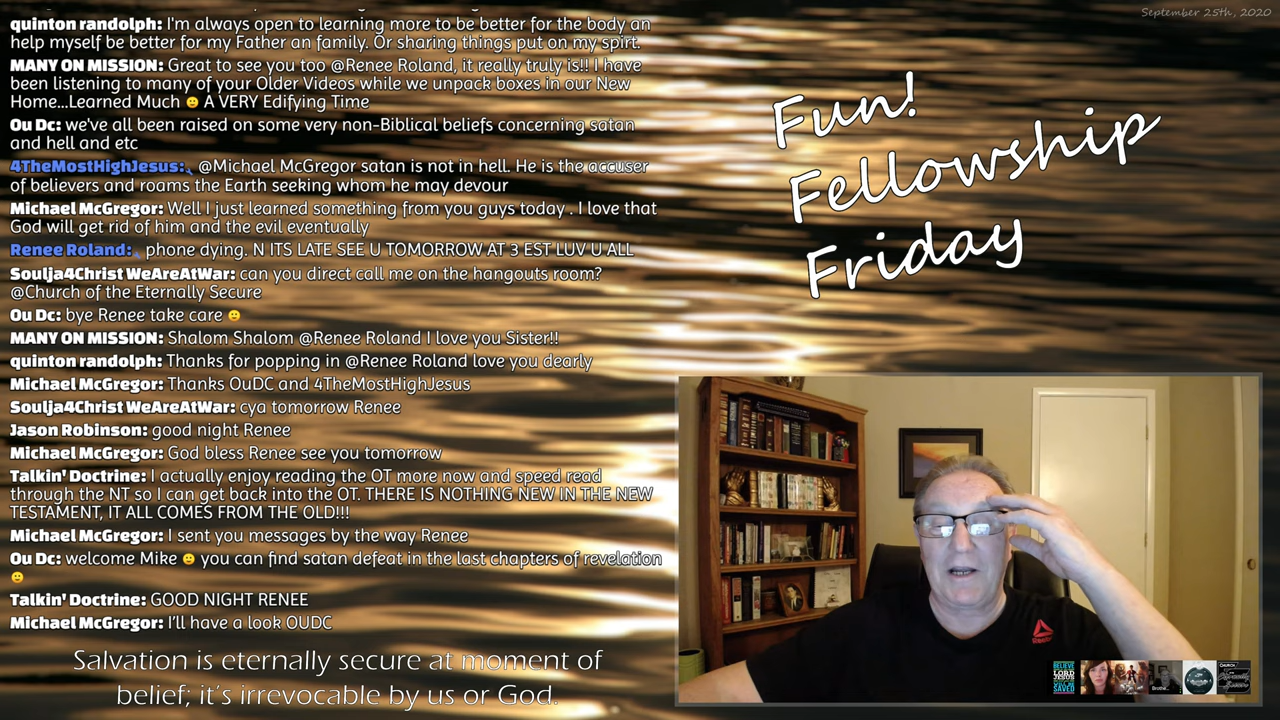 September 25th, 2020
quinton randolph: I'm always open to learning more to be better for the body an
help myself be better for my Father an family. Or sharing things put on my spirt.
MANY ON MISSION: Great to see you too @Renee Roland, it really truly is!! I have
been listening to many of your Older Videos while we unpack boxes in our New
Home...Learned Much 🙂 A VERY Edifying Time
Ou Dc: we've all been raised on some very non-Biblical beliefs concerning satan
and hell and etc
4TheMostHighJesus: @Michael McGregor satan is not in hell. He is the accuser
of believers and roams the Earth seeking whom he may devour
Michael McGregor: Well I just learned something from you guys today . I love that
God will get rid of him and the evil eventually
Renee Roland: phone dying. N ITS LATE SEE U TOMORROW AT 3 EST LUV U ALL
Soulja4Christ WeAreAtWar: can you direct call me on the hangouts room?
@Church of the Eternally Secure
Ou Dc: bye Renee take care 🙂
MANY ON MISSION: Shalom Shalom @Renee Roland I love you Sister!!
quinton randolph: Thanks for popping in @Renee Roland love you dearly
Michael McGregor: Thanks OuDC and 4TheMostHighJesus
Soulja4Christ WeAreAtWar: cya tomorrow Renee
Jason Robinson: good night Renee
Michael McGregor: God bless Renee see you tomorrow
Talkin' Doctrine: I actually enjoy reading the OT more now and speed read
through the NT so I can get back into the OT. THERE IS NOTHING NEW IN THE NEW
TESTAMENT, IT ALL COMES FROM THE OLD!!!
Michael McGregor: I sent you messages by the way Renee
Ou Dc: welcome Mike 🙂 you can find satan defeat in the last chapters of revelation
🙂
Talkin' Doctrine: GOOD NIGHT RENEE
Michael McGregor: I'll have a look OUDC
Salvation is eternally secure at moment of
belief; it's irrevocable by us or God.
Fun!
Fellowship
Friday
Reebok
BELIEVE
LORD
JESUS
SAVED
Brothe...
CHURCH